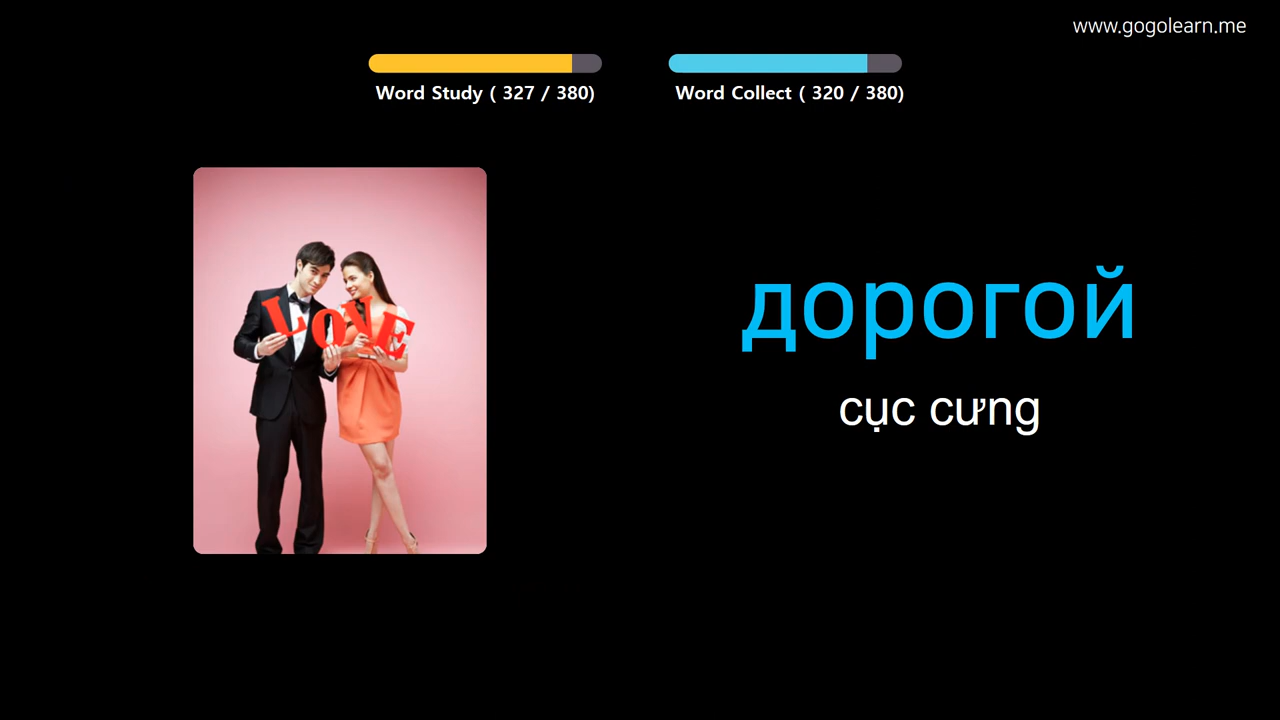 www.gogolearn.me
Word Study ( 327 / 380)
Word Collect ( 320 / 380)
LOVE
дорогой
cục cưng